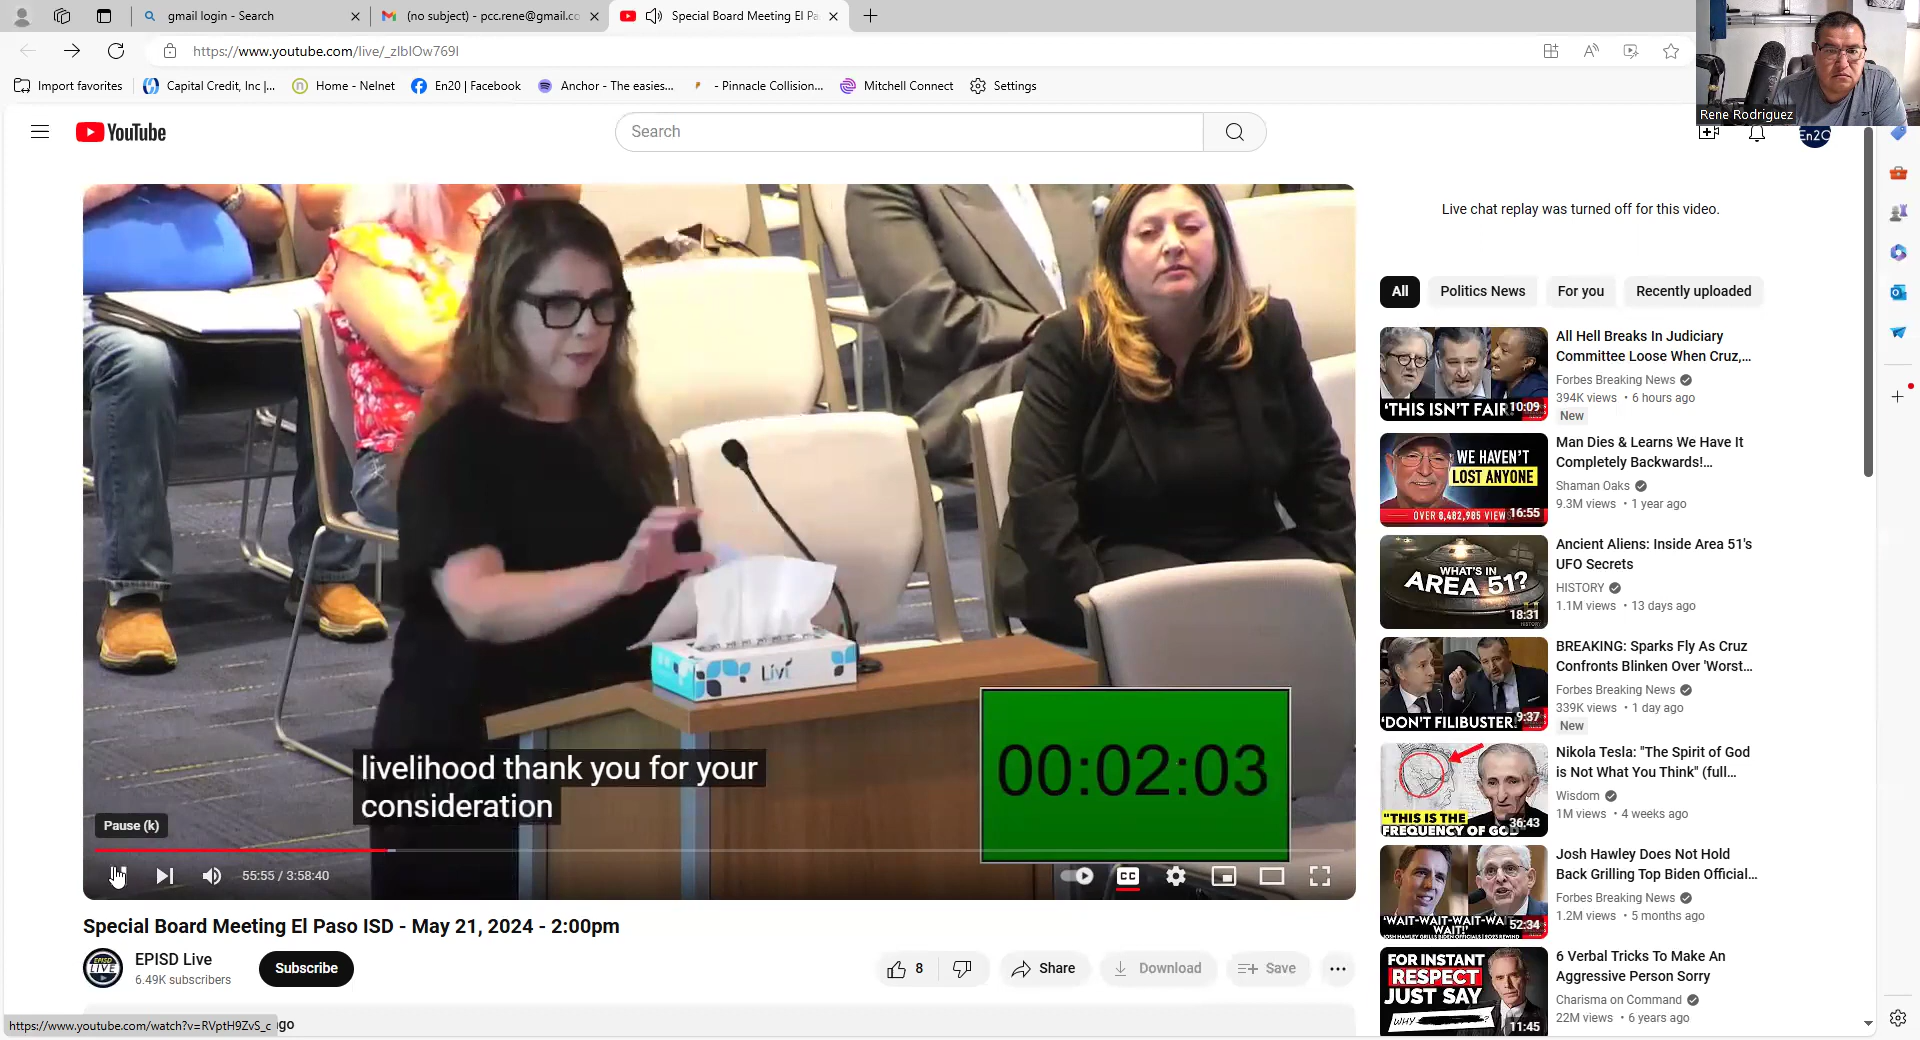 gmail login - Search
(no subject) - pcc.rene@gmail.co
Special Board Meeting El Pa
https://www.youtube.com/live/_zIbIOw769I
Import favorites
Capital Credit, Inc |...
Home - Nelnet
En20 | Facebook
Anchor - The easies...
- Pinnacle Collision...
Mitchell Connect
Settings
Rene Rodriguez
YouTube
Search
En20
Live chat replay was turned off for this video.
All
Politics News
For you
Recently uploaded
All Hell Breaks In Judiciary
Committee Loose When Cruz,...
Forbes Breaking News
394K views • 6 hours ago
New
'THIS ISN'T FAIR
10:09
Man Dies & Learns We Have It
Completely Backwards!...
Shaman Oaks
9.3M views • 1 year ago
WE HAVEN'T
LOST ANYONE
OVER 8,482,985 VIEWS
16:55
Ancient Aliens: Inside Area 51's
UFO Secrets
HISTORY
1.1M views • 13 days ago
WHAT'S IN
AREA 51?
18:31
BREAKING: Sparks Fly As Cruz
Confronts Blinken Over 'Worst...
Forbes Breaking News
339K views • 1 day ago
New
'DON'T FILIBUSTER!
9:37
Nikola Tesla: "The Spirit of God
is Not What You Think" (full...
Wisdom
1M views • 4 weeks ago
"THIS IS THE
FREQUENCY OF GOD"
36:43
Josh Hawley Does Not Hold
Back Grilling Top Biden Official...
Forbes Breaking News
1.2M views • 5 months ago
'WAIT-WAIT-WAIT-WA
WAIT!'
52:34
6 Verbal Tricks To Make An
Aggressive Person Sorry
Charisma on Command
22M views • 6 years ago
FOR INSTANT
RESPECT
JUST SAY
WHY
11:45
Livi
00:02:03
livelihood thank you for your
consideration
Pause (k)
55:55 / 3:58:40
CC
Special Board Meeting El Paso ISD - May 21, 2024 - 2:00pm
EPISD
LIVE
EPISD Live
6.49K subscribers
Subscribe
8
Share
Download
Save
https://www.youtube.com/watch?v=RVptH9ZvS_c
go